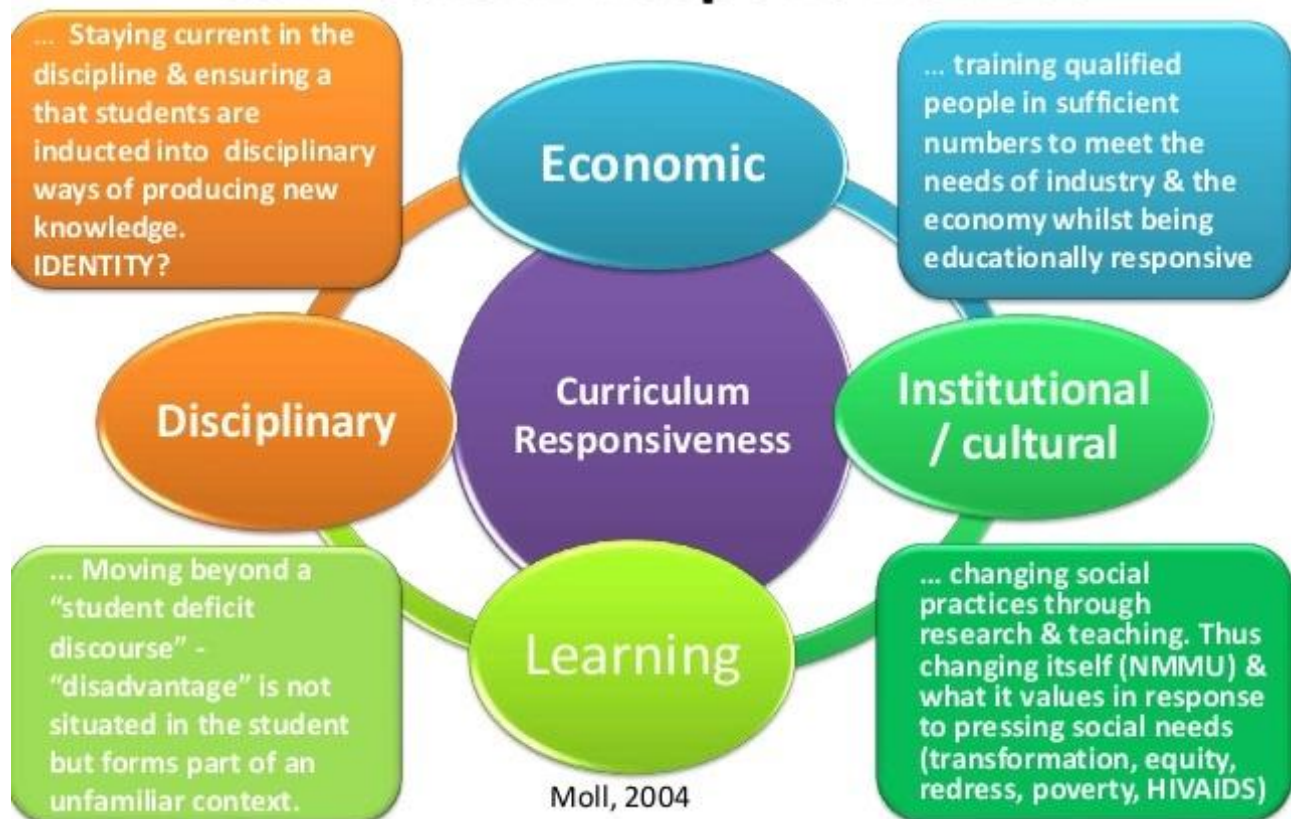 ... Staying current in the
discipline & ensuring a
that students are
inducted into disciplinary
ways of producing new
knowledge.
IDENTITY?
Economic
... training qualified
people in sufficient
numbers to meet the
needs of industry & the
economy whilst being
educationally responsive
Disciplinary
Curriculum
Responsiveness
Institutional
/ cultural
... Moving beyond a
“student deficit
discourse” -
“disadvantage” is not
situated in the student
but forms part of an
unfamiliar context.
Learning
... changing social
practices through
research & teaching. Thus
changing itself (NMMU) &
what it values in response
to pressing social needs
(transformation, equity,
redress, poverty, HIVAIDS)
Moll, 2004